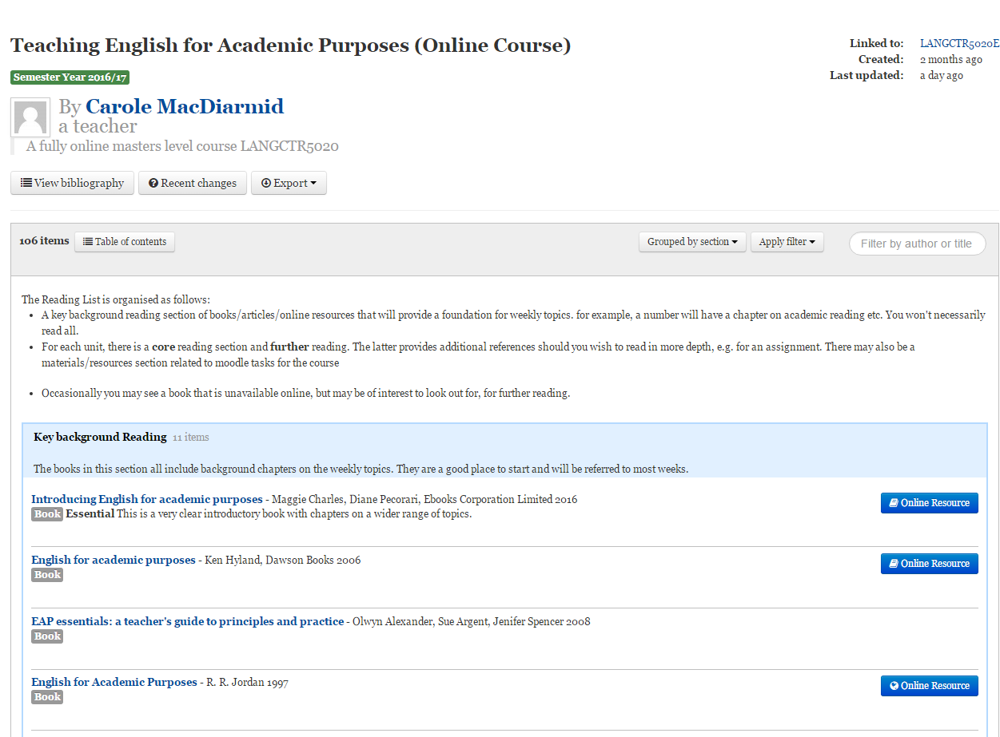 Teaching English for Academic Purposes (Online Course)
Linked to: LANGCTR5020E
Created: 2 months ago
Last updated: a day ago
Semester Year 2016/17
By Carole MacDiarmid
a teacher
A fully online masters level course LANGCTR5020
View bibliography
Recent changes
Export
106 items
Table of contents
Grouped by section
Apply filter
Filter by author or title
The Reading List is organised as follows:
• A key background reading section of books/articles/online resources that will provide a foundation for weekly topics. for example, a number will have a chapter on academic reading etc. You won't necessarily
read all.
• For each unit, there is a core reading section and further reading. The latter provides additional references should you wish to read in more depth, e.g. for an assignment. There may also be a
materials/resources section related to moodle tasks for the course
• Occasionally you may see a book that is unavailable online, but may be of interest to look out for, for further reading.
Key background Reading 11 items
The books in this section all include background chapters on the weekly topics. They are a good place to start and will be referred to most weeks.
Introducing English for academic purposes - Maggie Charles, Diane Pecorari, Ebooks Corporation Limited 2016
Online Resource
Book Essential This is a very clear introductory book with chapters on a wider range of topics.
English for academic purposes - Ken Hyland, Dawson Books 2006
Online Resource
Book
EAP essentials: a teacher's guide to principles and practice - Olwyn Alexander, Sue Argent, Jenifer Spencer 2008
Book
English for Academic Purposes - R. R. Jordan 1997
Online Resource
Book